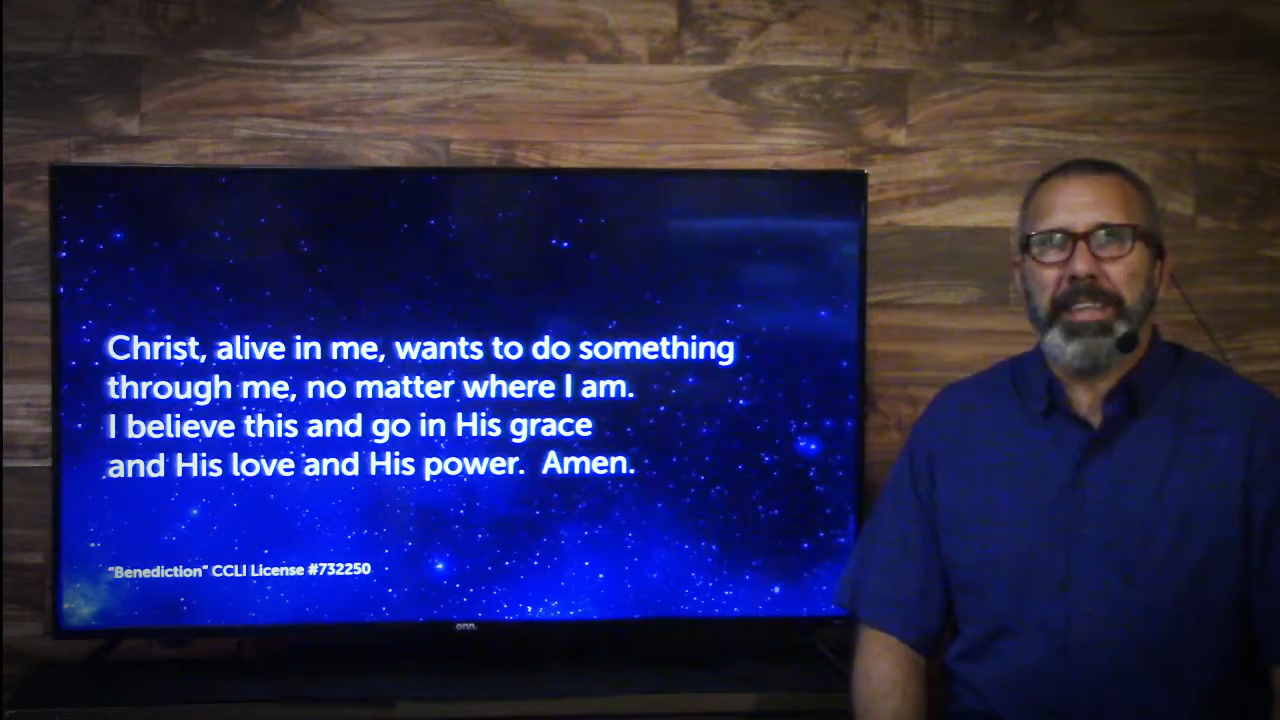 Christ, alive in me, wants to do something
through me, no matter where I am.
I believe this and go in His grace
and His love and His power.  Amen.
"Benediction" CCLI License #732250
onn.